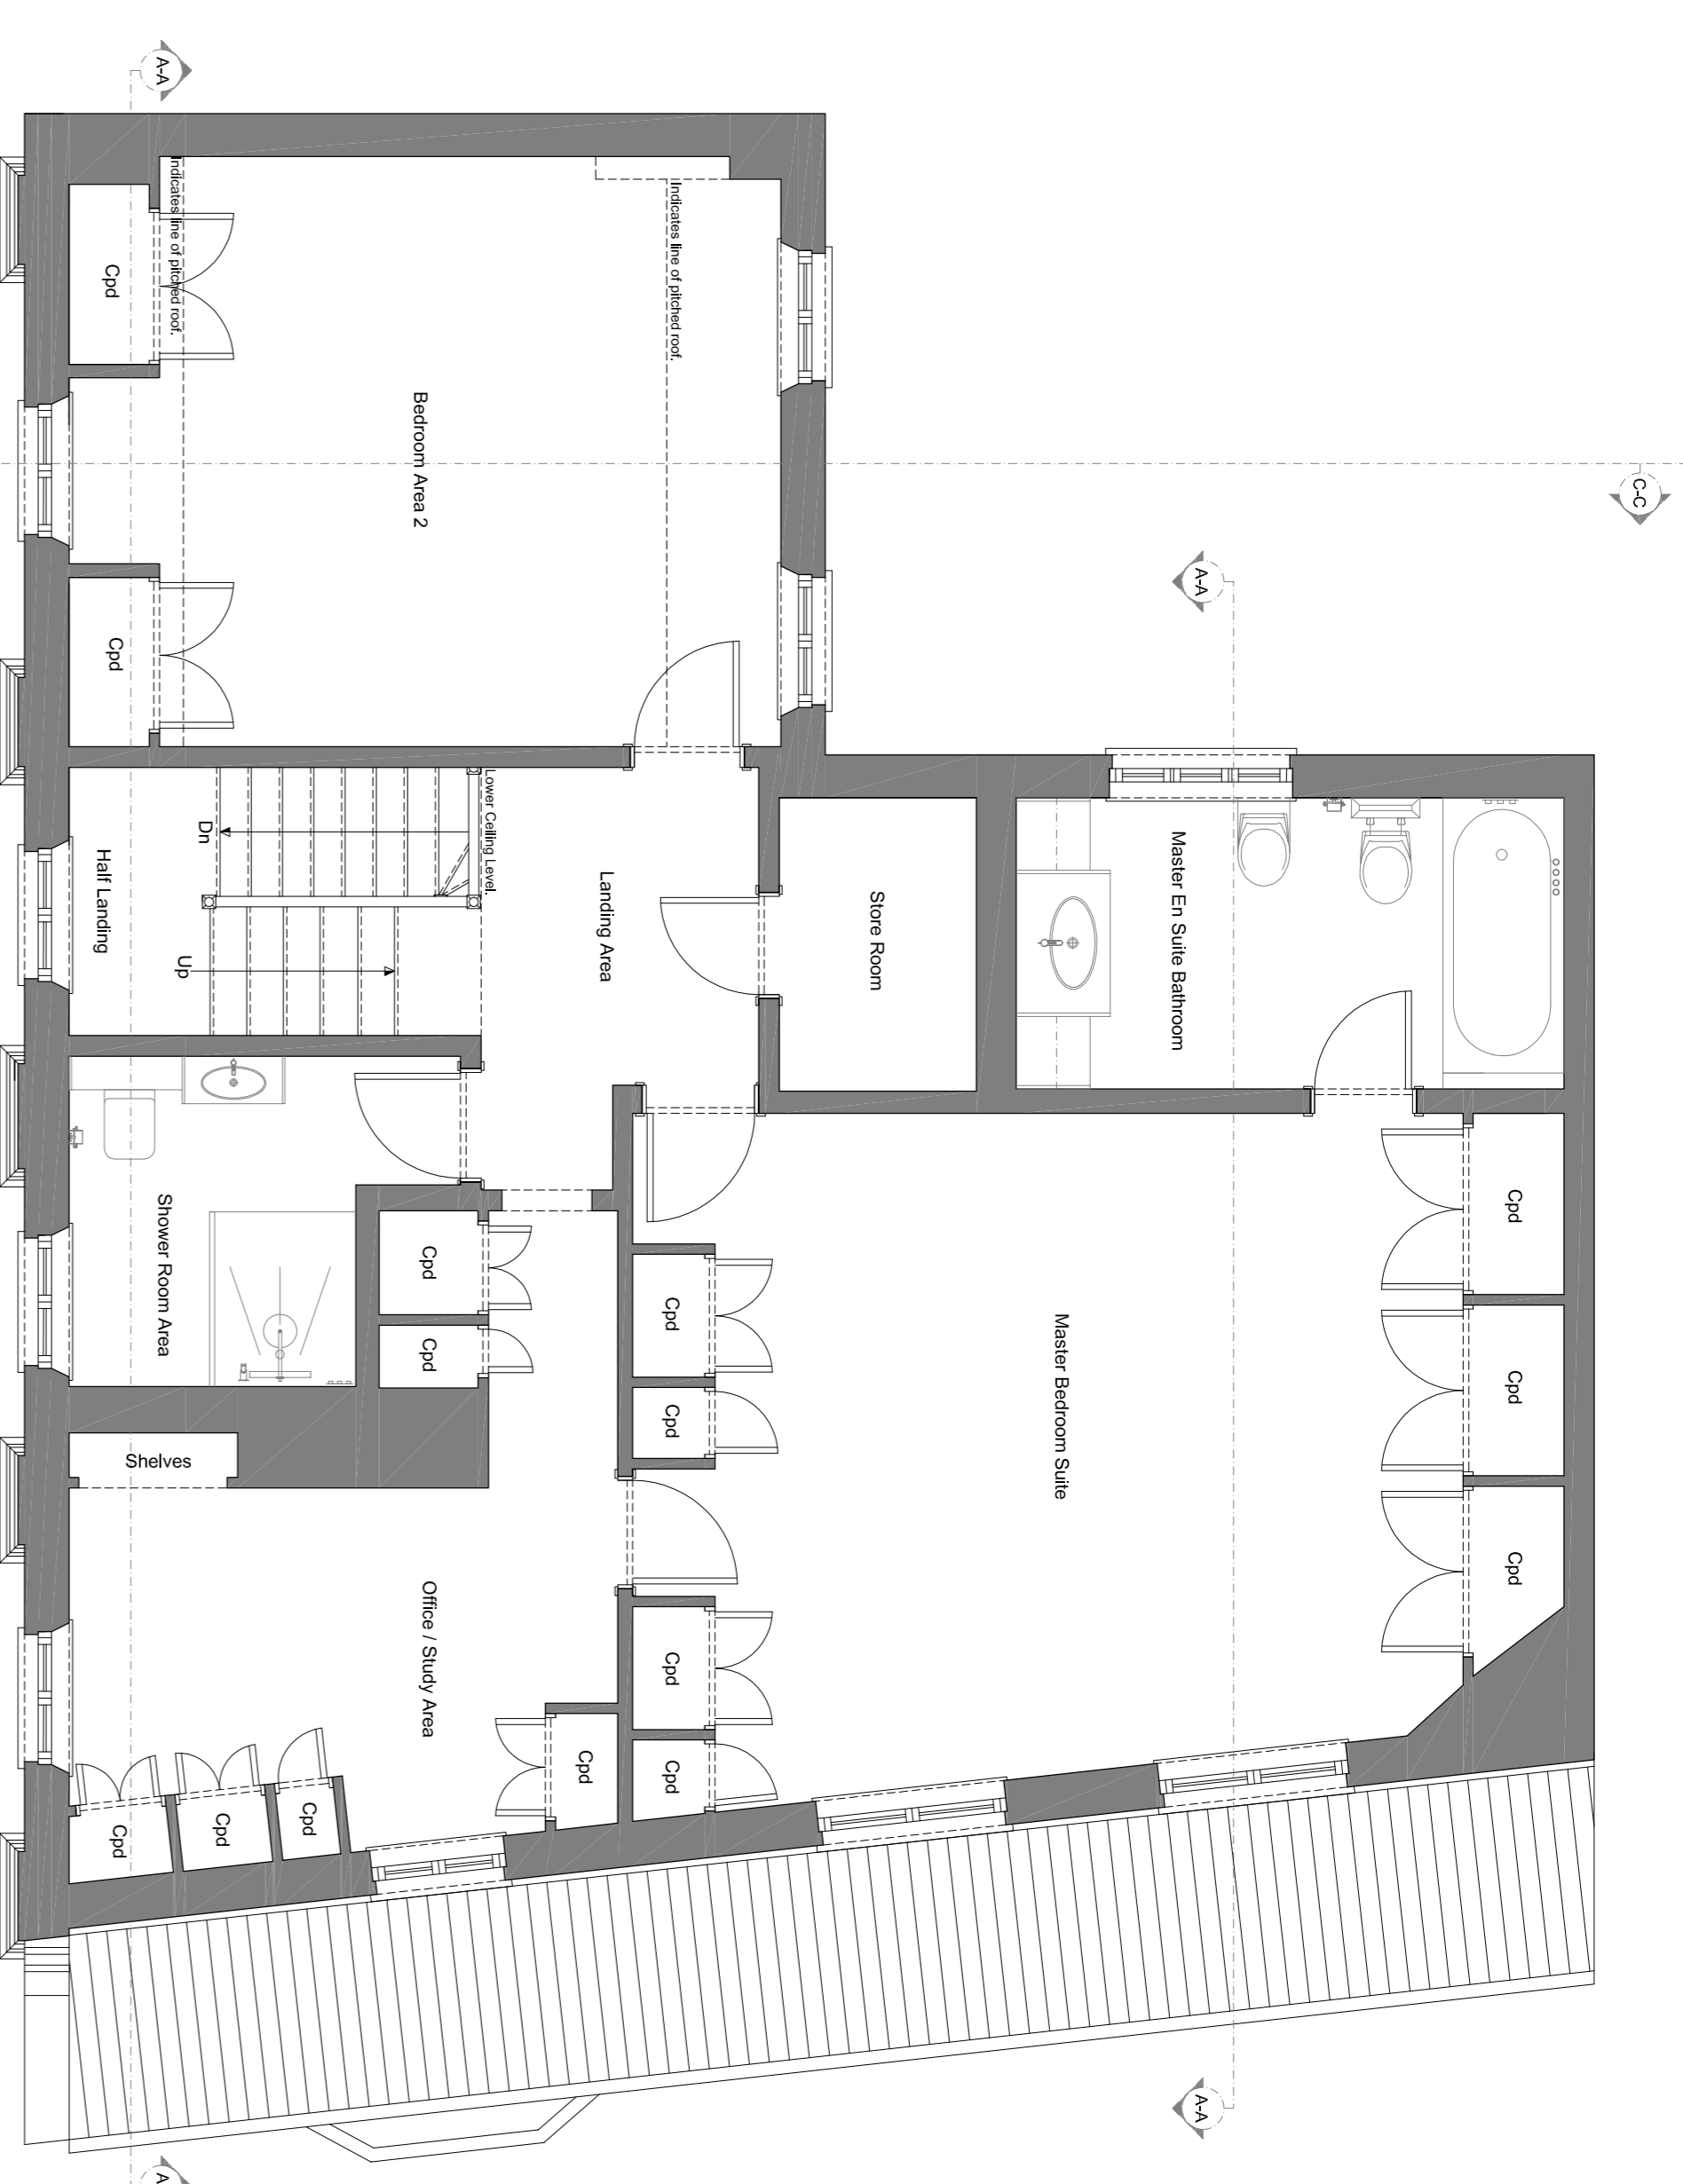 A-A
C-C
A-A
Indicates line of pitched roof.
Indicates line of pitched roof.
Cpd
Bedroom Area 2
Cpd
Lower Ceiling Level.
Dn
Half Landing
Up
Landing Area
Store Room
Master En Suite Bathroom
Shower Room Area
Cpd
Cpd
Cpd
Cpd
Master Bedroom Suite
Cpd
Cpd
Cpd
Shelves
Office / Study Area
Cpd
Cpd
Cpd
Cpd
Cpd
Cpd
A-A
A